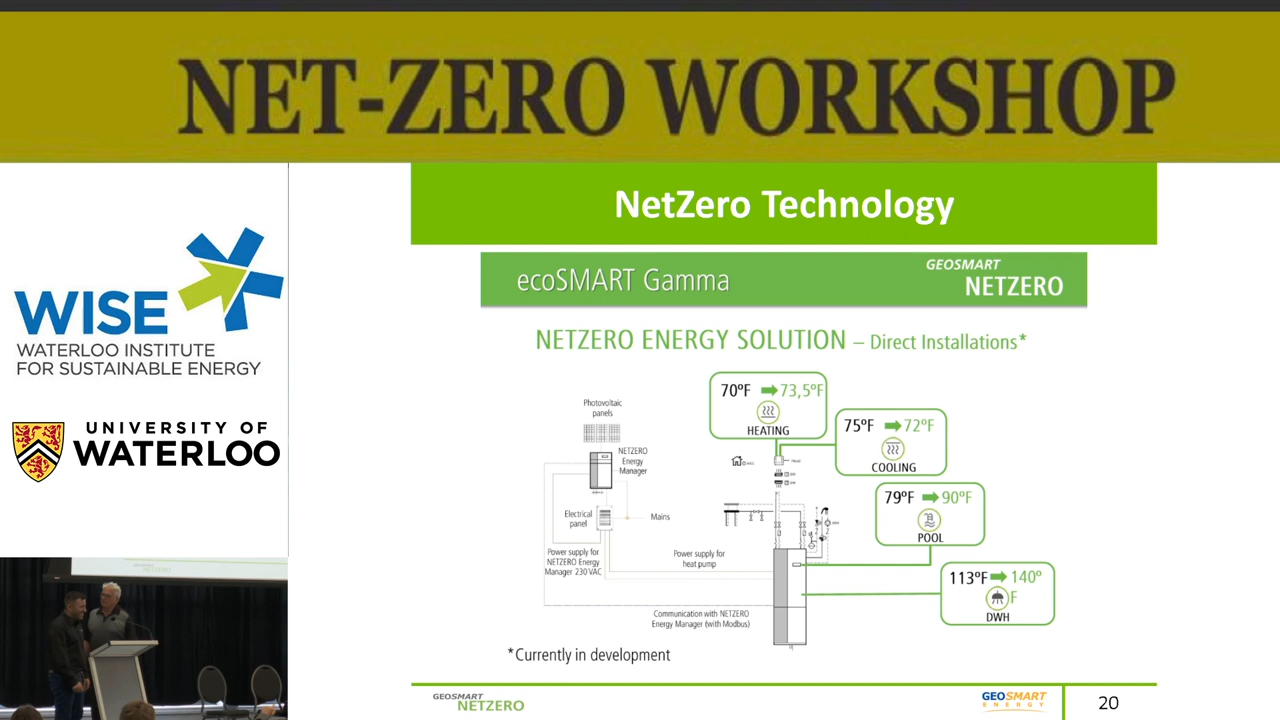 NET-ZERO WORKSHOP
NetZero Technology
ecoSMART Gamma
GEOSMART
NETZERO
NETZERO ENERGY SOLUTION – Direct Installations*
WISE
WATERLOO INSTITUTE
FOR SUSTAINABLE ENERGY
UNIVERSITY OF
WATERLOO
70ºF 73,5ºF
HEATING
75ºF 72ºF
COOLING
79ºF 90ºF
POOL
113ºF 140º
F
DWH
Photovoltaic
panels
NETZERO
Energy
Manager
Electrical
panel
Mains
Power supply for
NETZERO Energy
Manager 230 VAC
Power supply for
heat pump
Communication with NETZERO
Energy Manager (with Modbus)
*Currently in development
GEOSMART
NETZERO
GEOSMART
ENERGY
20